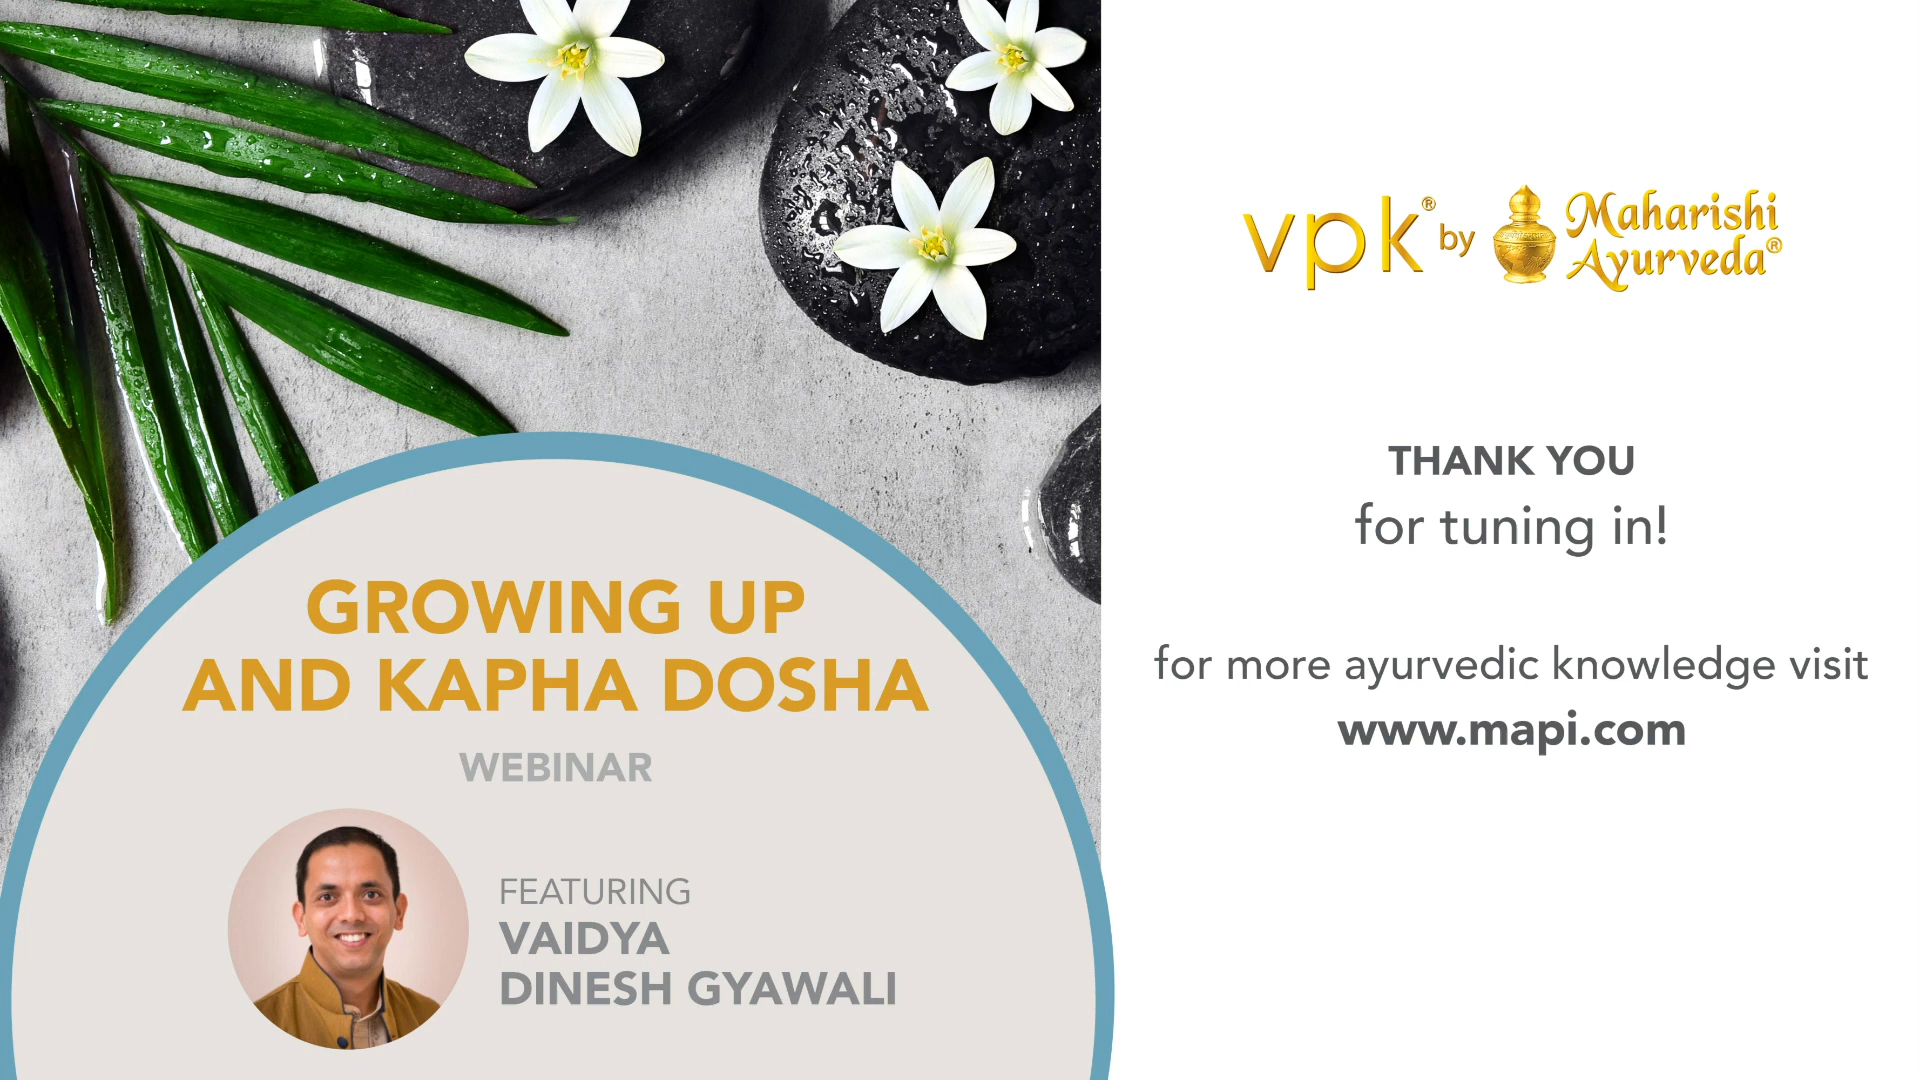 GROWING UP
AND KAPHA DOSHA
WEBINAR
FEATURING
VAIDYA
DINESH GYAWALI
vpk® by Maharishi
Ayurveda®
THANK YOU
for tuning in!
for more ayurvedic knowledge visit
www.mapi.com